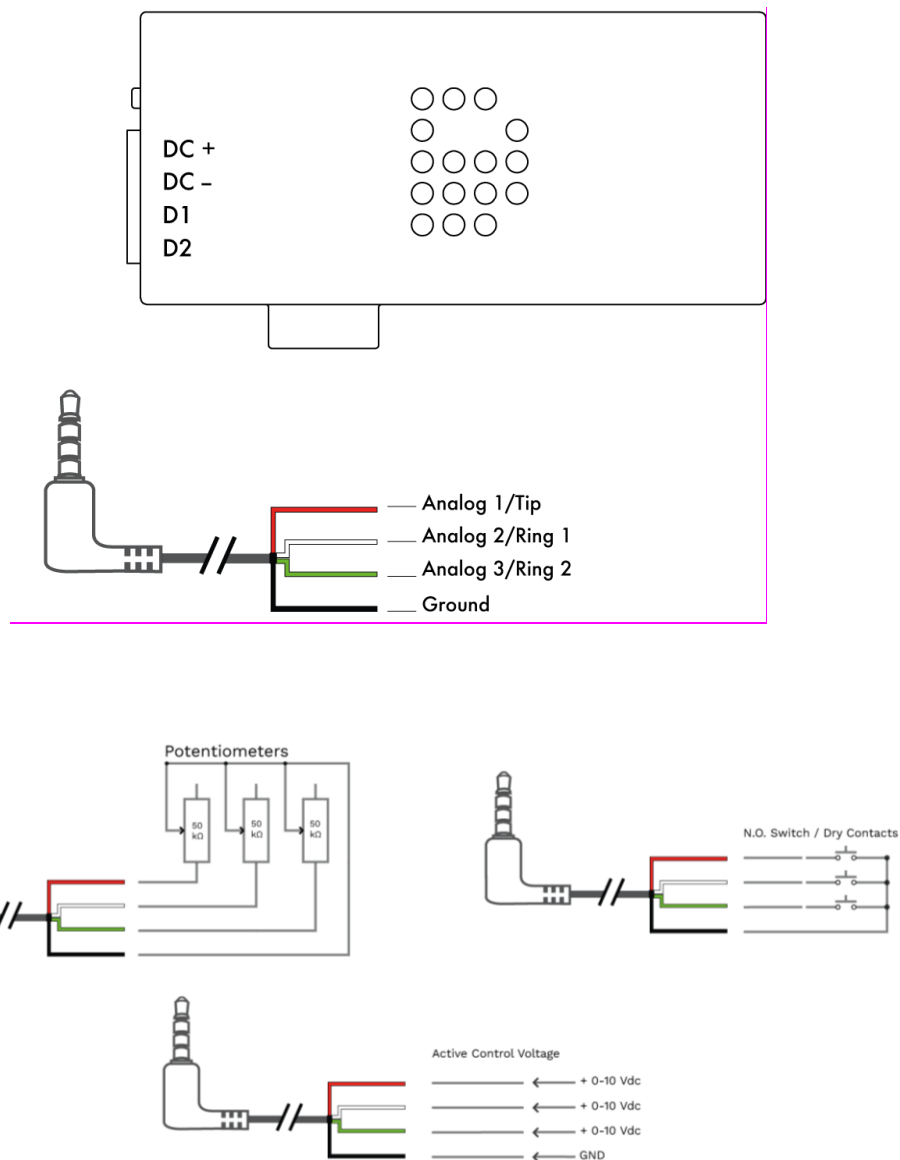 DC +
DC –
D1
D2
Analog 1/Tip
Analog 2/Ring 1
Analog 3/Ring 2
Ground
Potentiometers
50
kΩ
50
kΩ
50
kΩ
N.O. Switch / Dry Contacts
Active Control Voltage
+ 0-10 Vdc
+ 0-10 Vdc
+ 0-10 Vdc
GND